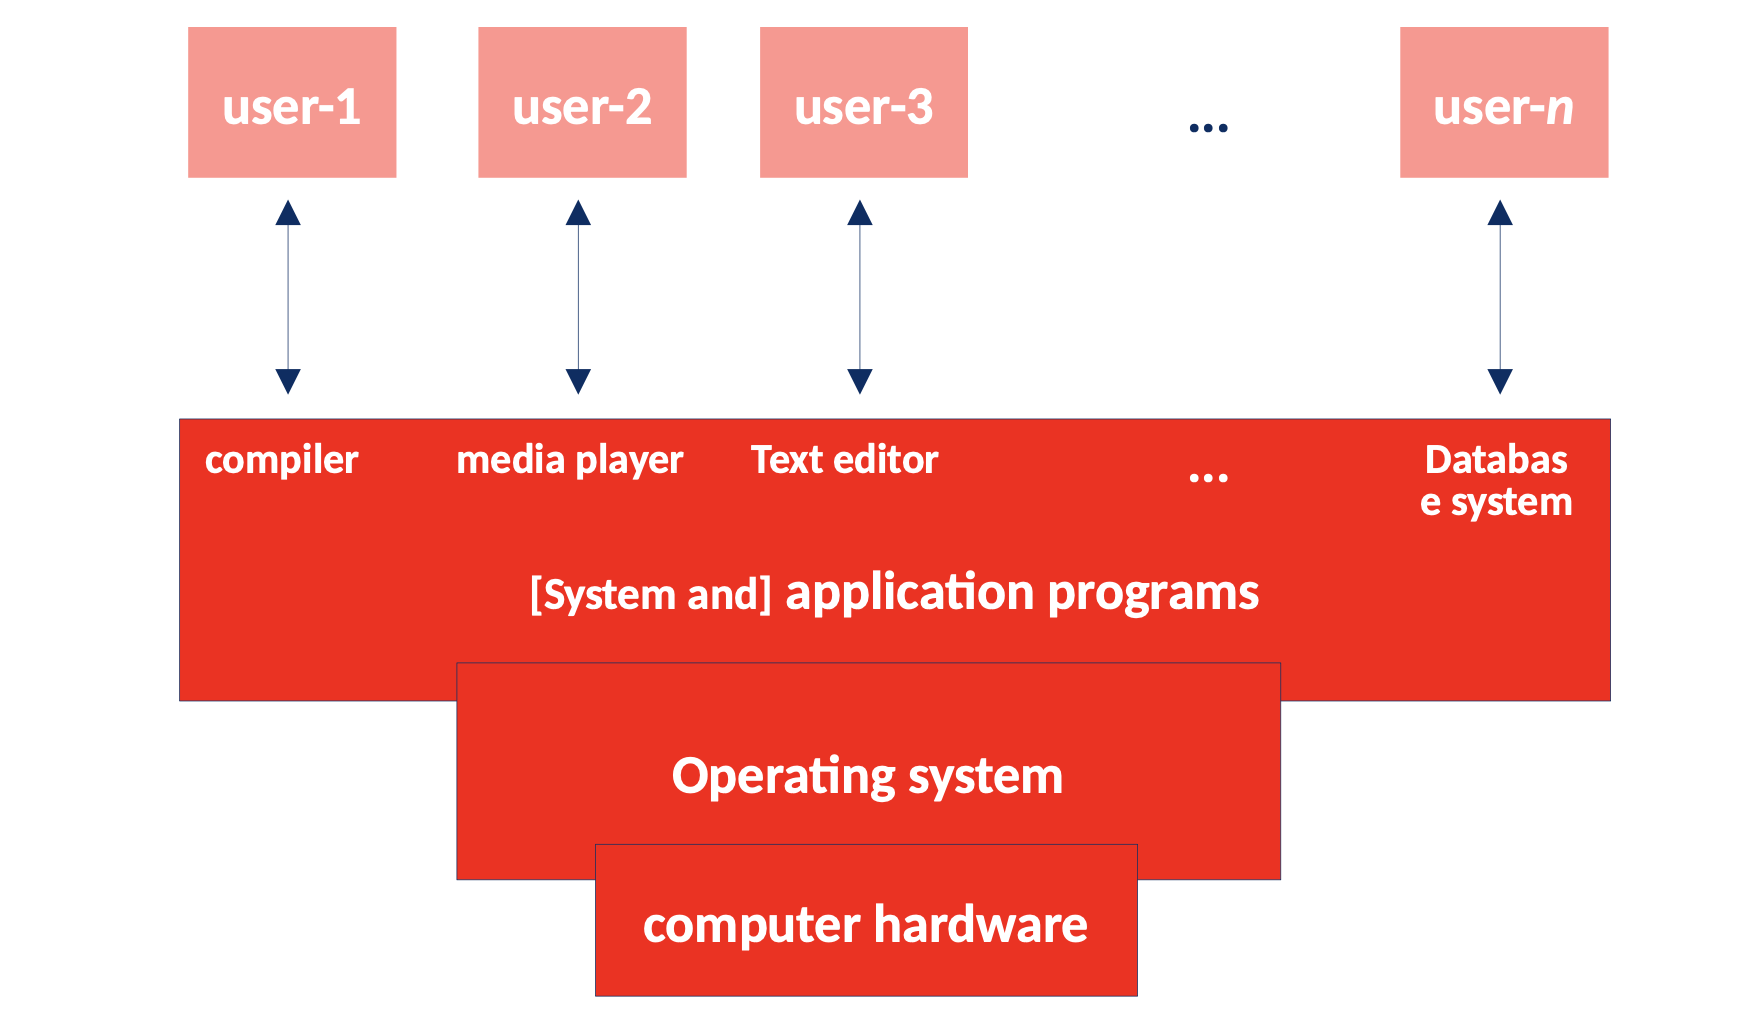 user-1 user-2 user-3 ... user-n
compiler media player Text editor ... Databas
e system
[System and] application programs
Operating system
computer hardware